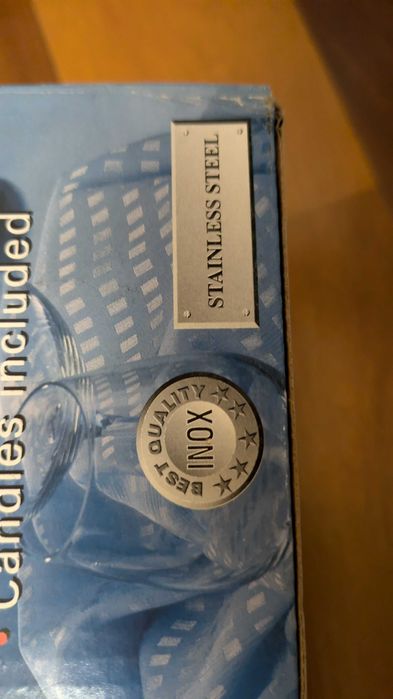 • Candles included
STAINLESS STEEL
BEST QUALITY
INOX